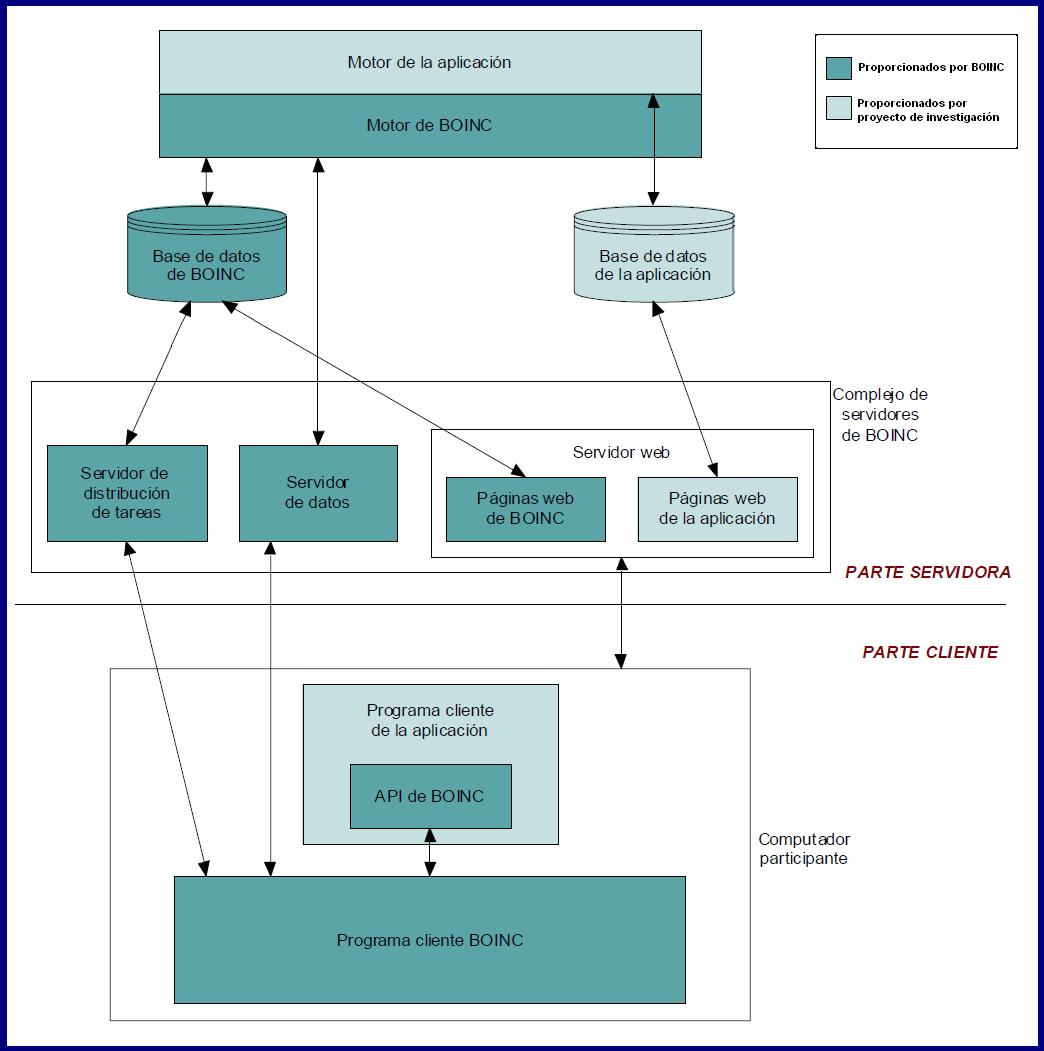 Motor de la aplicación
Motor de BOINC
Proporcionados por BOINC
Proporcionados por
proyecto de investigación
Base de datos
de BOINC
Base de datos
de la aplicación
Complejo de
servidores
de BOINC
Servidor de
distribución
de tareas
Servidor
de datos
Servidor web
Páginas web
de BOINC
Páginas web
de la aplicación
PARTE SERVIDORA
PARTE CLIENTE
Programa cliente
de la aplicación
API de BOINC
Computador
participante
Programa cliente BOINC